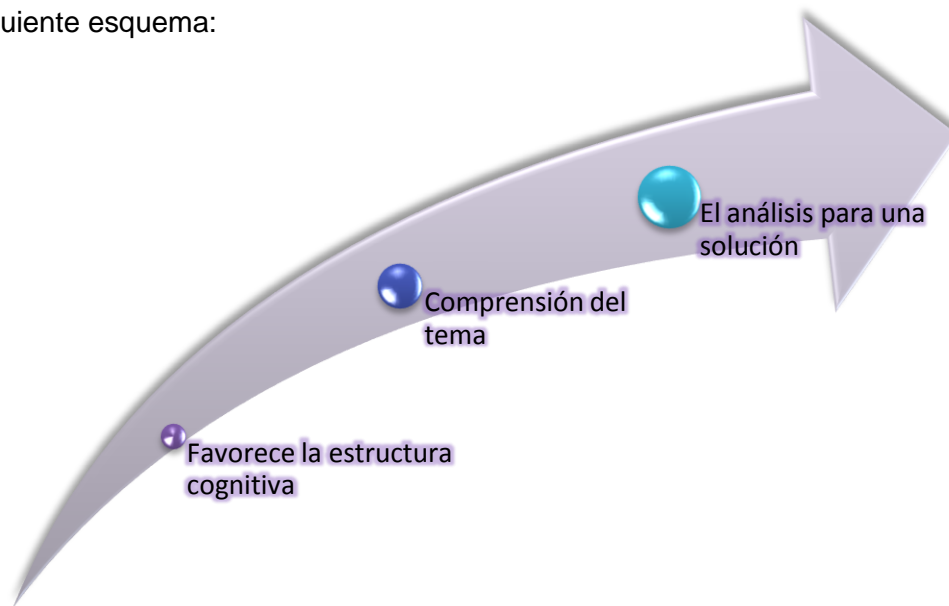 uiente esquema:
El análisis para una
solución
Comprensión del
tema
Favorece la estructura
cognitiva